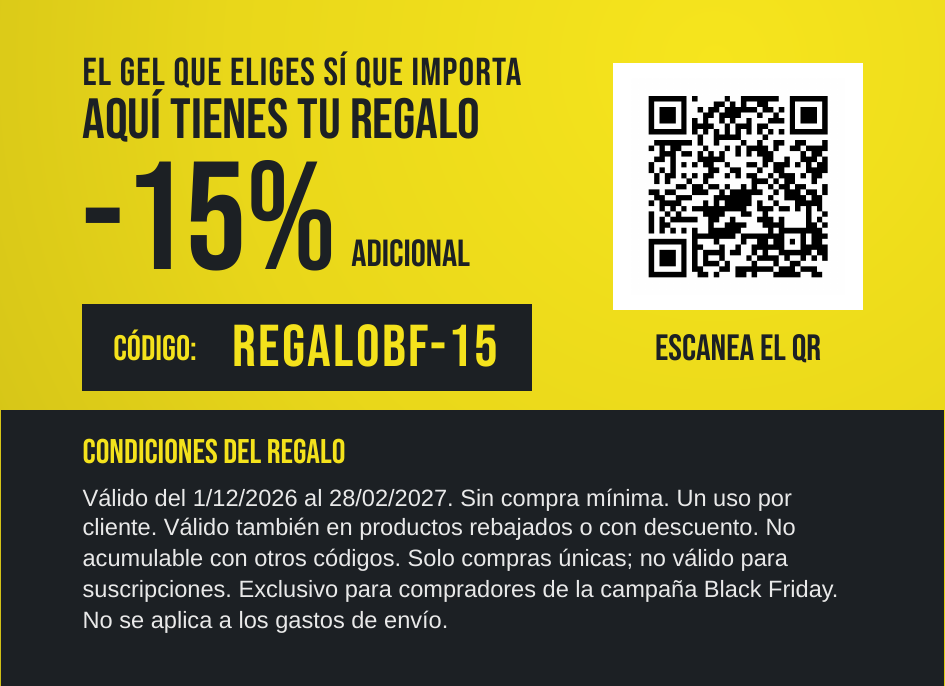 EL GEL QUE ELIGES SÍ QUE IMPORTA
AQUÍ TIENES TU REGALO
-15% ADICIONAL
CÓDIGO: REGALOBF-15
ESCANEA EL QR
CONDICIONES DEL REGALO
Válido del 1/12/2026 al 28/02/2027. Sin compra mínima. Un uso por
cliente. Válido también en productos rebajados o con descuento. No
acumulable con otros códigos. Solo compras únicas; no válido para
suscripciones. Exclusivo para compradores de la campaña Black Friday.
No se aplica a los gastos de envío.